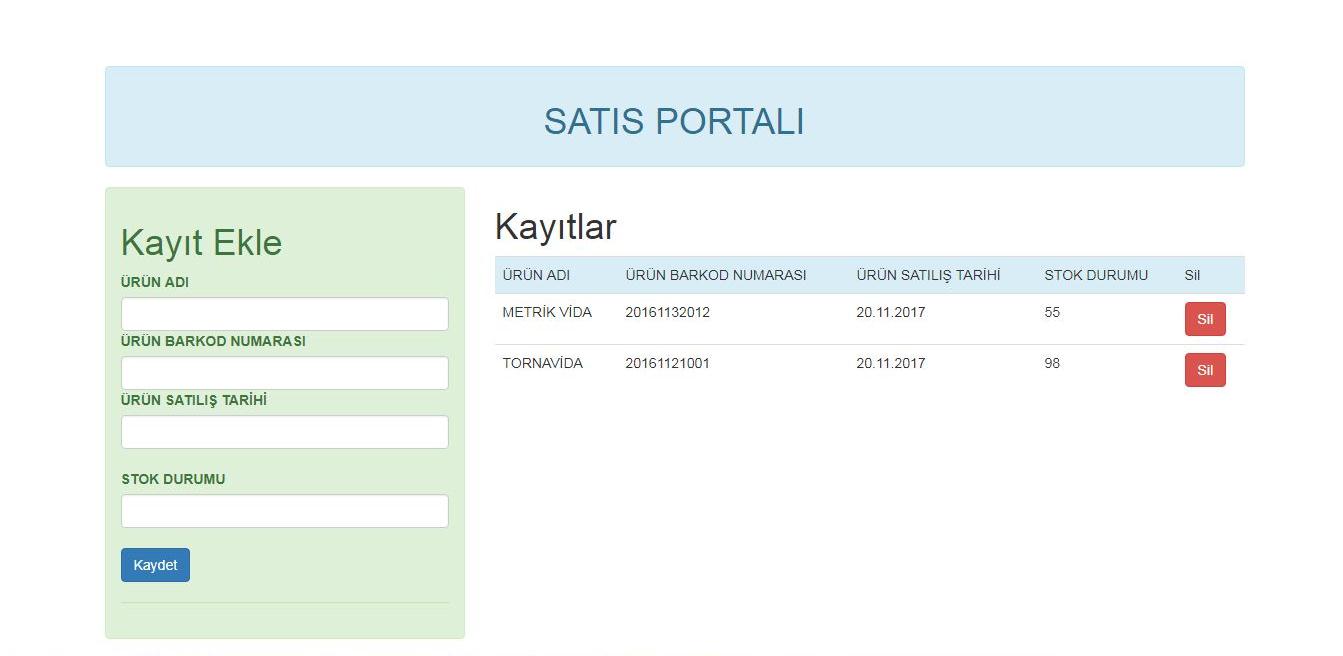 SATIS PORTALI
Kayıt Ekle
ÜRÜN ADI
ÜRÜN BARKOD NUMARASI
ÜRÜN SATILIŞ TARİHİ
STOK DURUMU
Kaydet
Kayıtlar
ÜRÜN ADI ÜRÜN BARKOD NUMARASI ÜRÜN SATILIŞ TARİHİ STOK DURUMU Sil
METRİK VİDA 20161132012 20.11.2017 55 Sil
TORNAVİDA 20161121001 20.11.2017 98 Sil